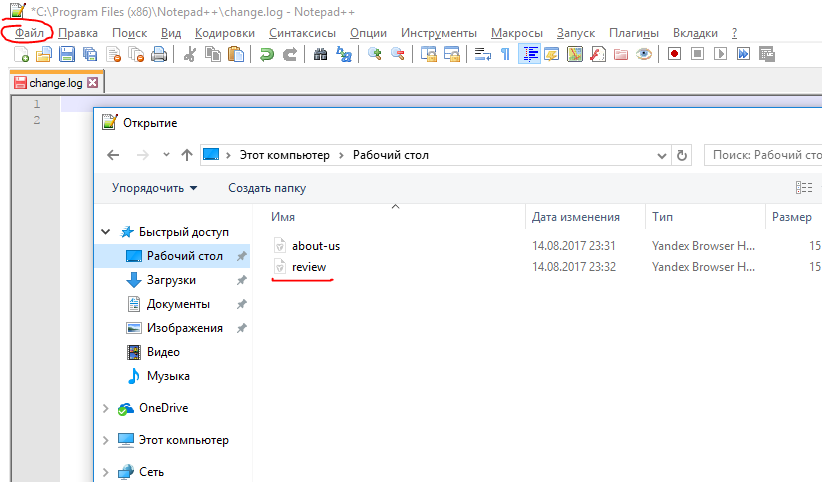 *C:\Program Files (x86)\Notepad++\change.log - Notepad++
Файл Правка Поиск Вид Кодировки Синтаксисы Опции Инструменты Макросы Запуск Плагины Вкладки ?
change.log
1
2
Открытие
Этот компьютер > Рабочий стол
Поиск: Рабочий сто
Упорядочить Создать папку
Имя Дата изменения Тип Размер
Быстрый доступ
about-us 14.08.2017 23:31 Yandex Browser H... 15
Рабочий стол
review 14.08.2017 23:32 Yandex Browser H... 15
Загрузки
Документы
Изображения
Видео
Музыка
OneDrive
Этот компьютер
Сеть